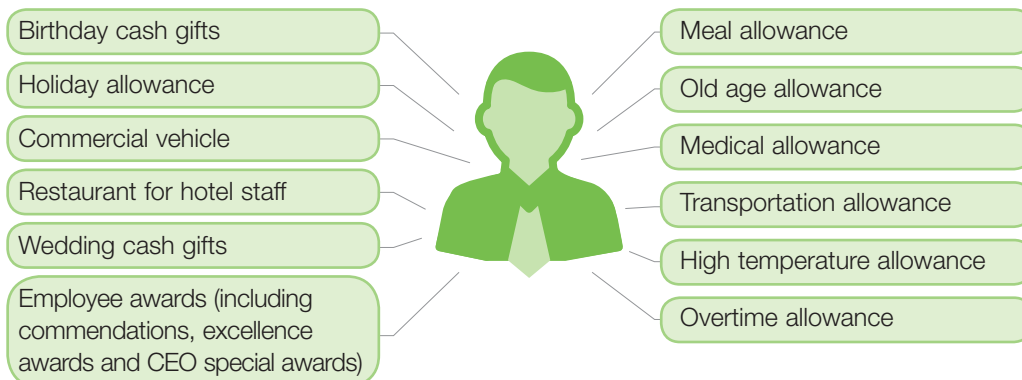 Birthday cash gifts
Holiday allowance
Commercial vehicle
Restaurant for hotel staff
Wedding cash gifts
Employee awards (including
commendations, excellence
awards and CEO special awards)
Meal allowance
Old age allowance
Medical allowance
Transportation allowance
High temperature allowance
Overtime allowance